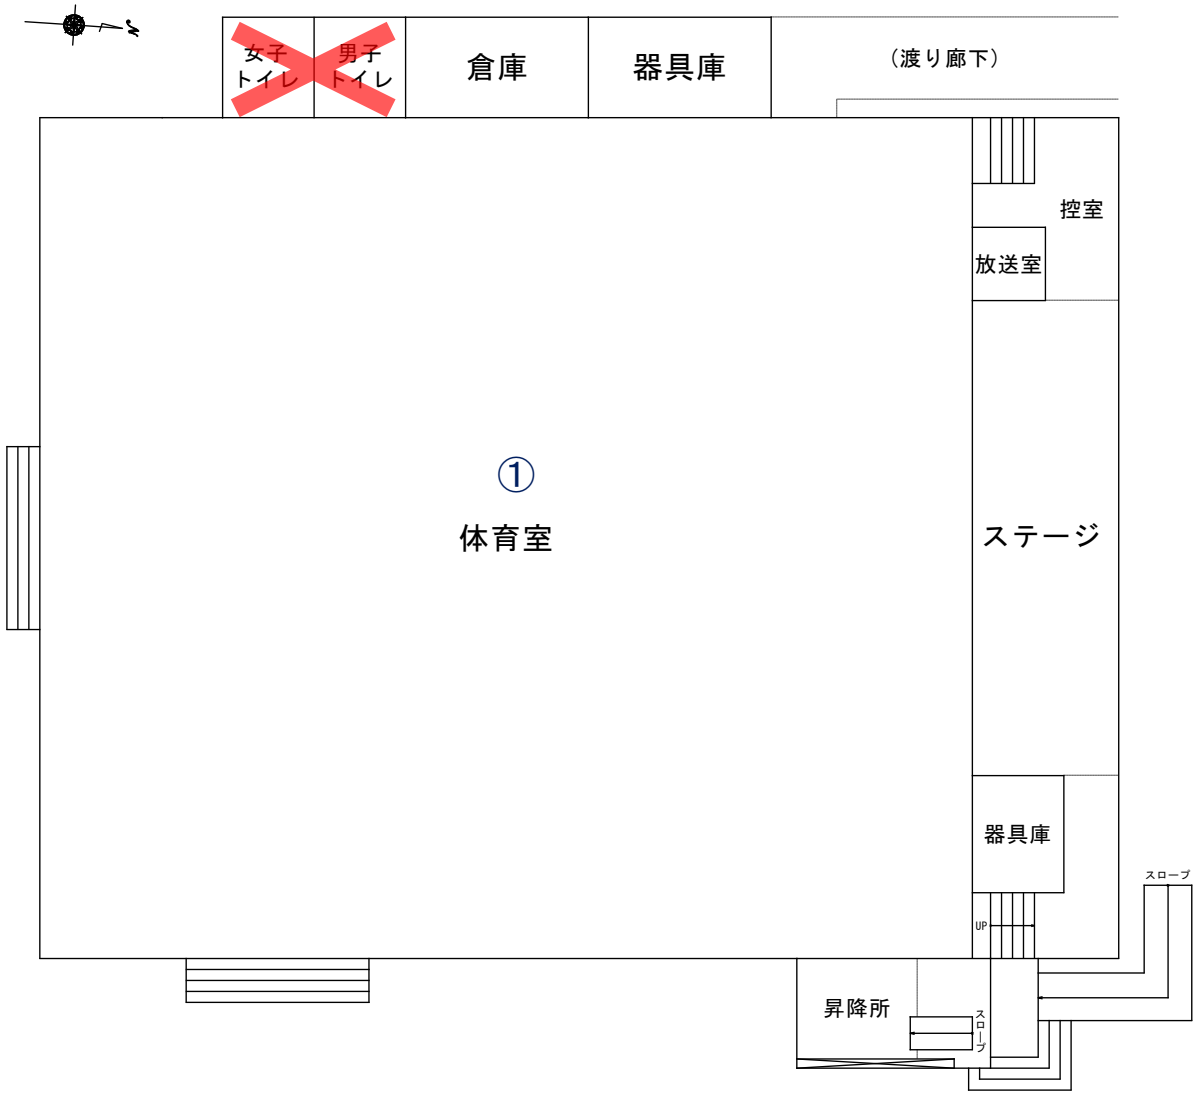 N
女子
トイレ
男子
トイレ
倉庫
器具庫
(渡り廊下)
控室
放送室
①
体育室
ステージ
器具庫
スロープ
UP
昇降所
スロープ